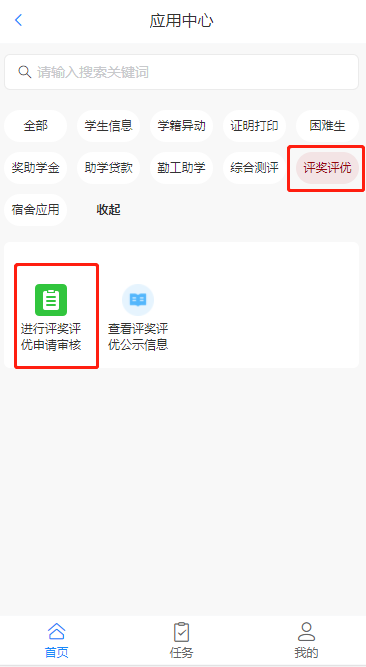 应用中心
请输入搜索关键词
全部 学生信息 学籍异动 证明打印 困难生
奖助学金 助学贷款 勤工助学 综合测评 评奖评优
宿舍应用 收起
进行评奖评
优申请审核
查看评奖评
优公示信息
首页 任务 我的